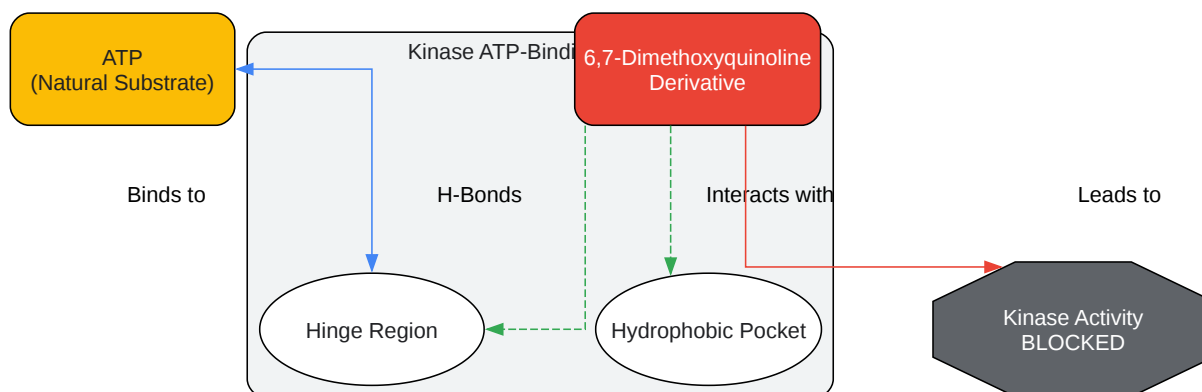 ATP
(Natural Substrate)
Kinase ATP-Bindi
6,7-Dimethoxyquinoline
Derivative
Binds to
H-Bonds
Interacts with
Leads to
Hinge Region
Hydrophobic Pocket
Kinase Activity
BLOCKED